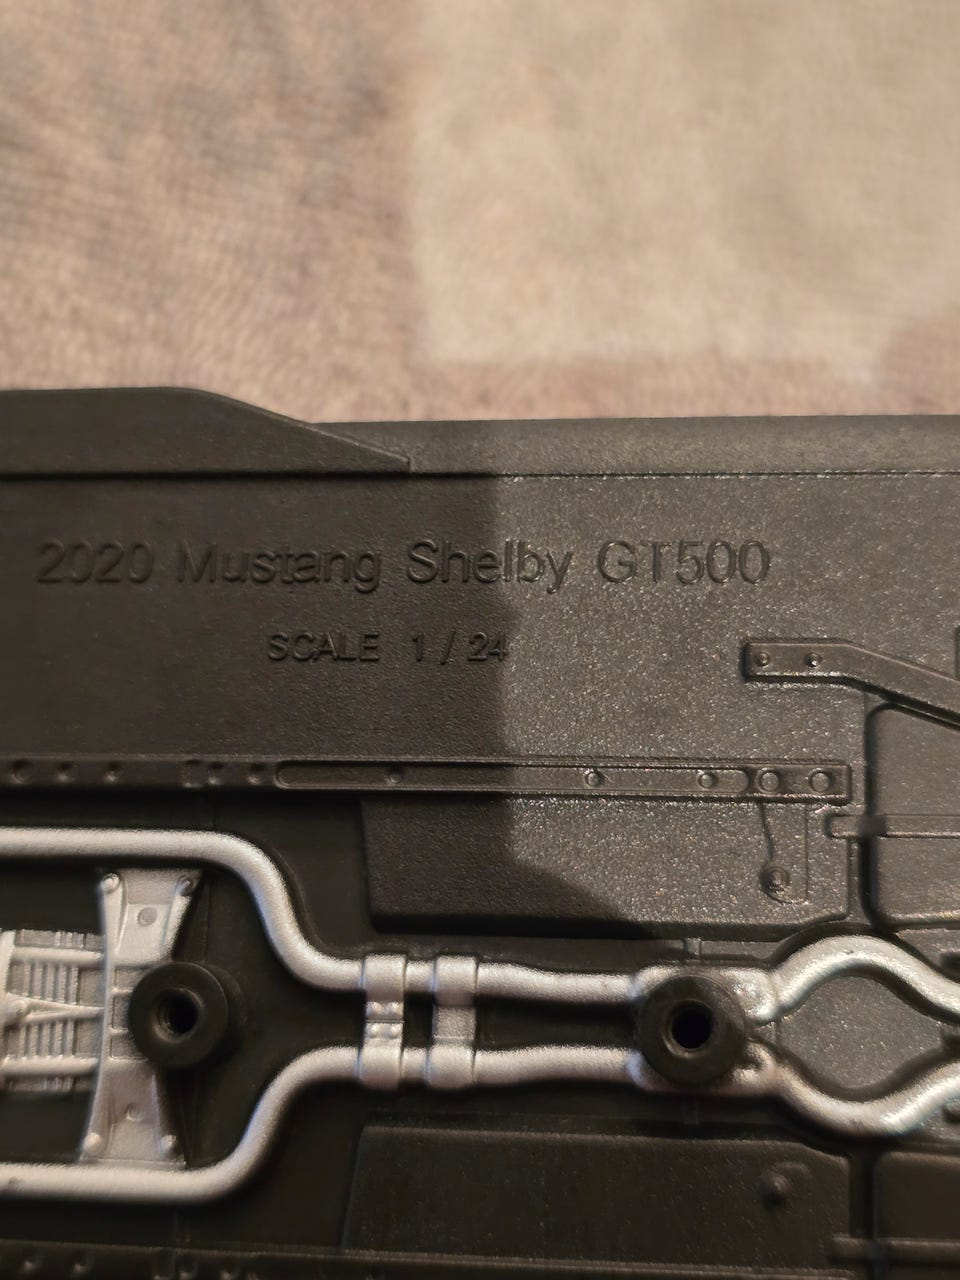 2020 Mustang Shelby GT500
SCALE 1 / 24